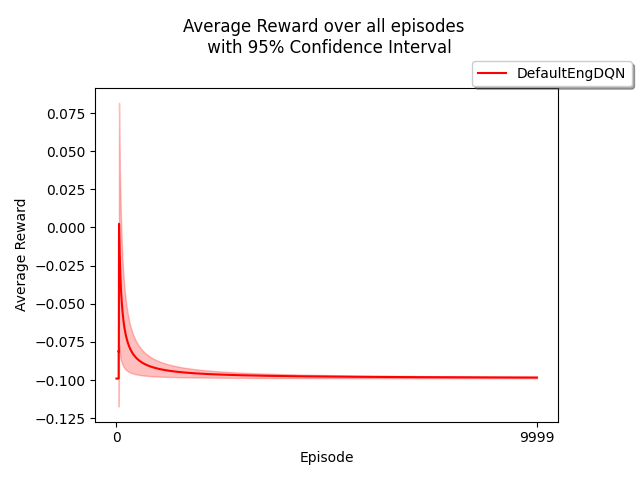 Average Reward over all episodes
with 95% Confidence Interval
DefaultEngDQN
0.075
0.050
0.025
0.000
−0.025
−0.050
−0.075
−0.100
−0.125
Average Reward
0 9999
Episode